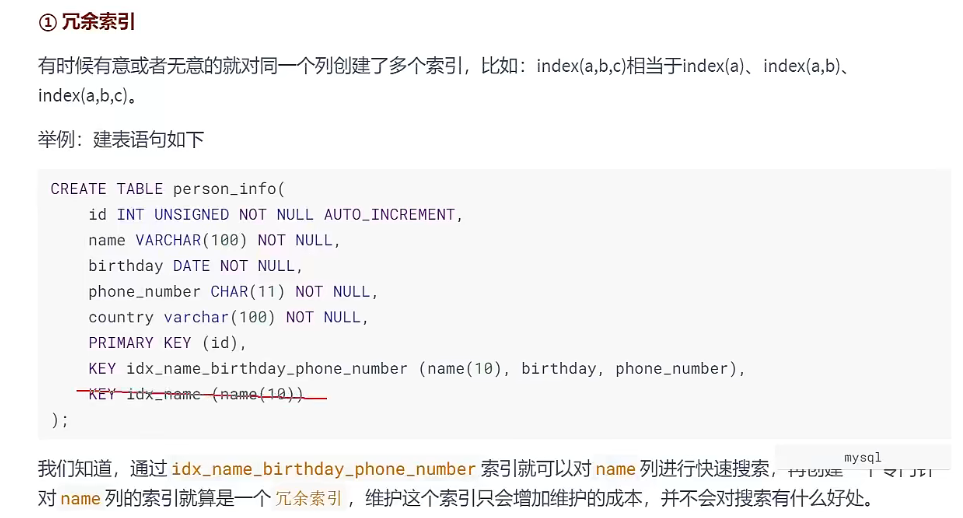 ① 冗余索引
有时候有意或者无意的就对同一个列创建了多个索引，比如：index(a,b,c)相当于index(a)、index(a,b)、
index(a,b,c)。
举例：建表语句如下
CREATE TABLE person_info(
id INT UNSIGNED NOT NULL AUTO_INCREMENT,
name VARCHAR(100) NOT NULL,
birthday DATE NOT NULL,
phone_number CHAR(11) NOT NULL,
country varchar(100) NOT NULL,
PRIMARY KEY (id),
KEY idx_name_birthday_phone_number (name(10), birthday, phone_number),
KEY idx_name (name(10))
);
mysql
我们知道，通过 idx_name_birthday_phone_number 索引就可以对 name 列进行快速搜索，再创建一个专门针
对 name 列的索引就算是一个 冗余索引 ，维护这个索引只会增加维护的成本，并不会对搜索有什么好处。